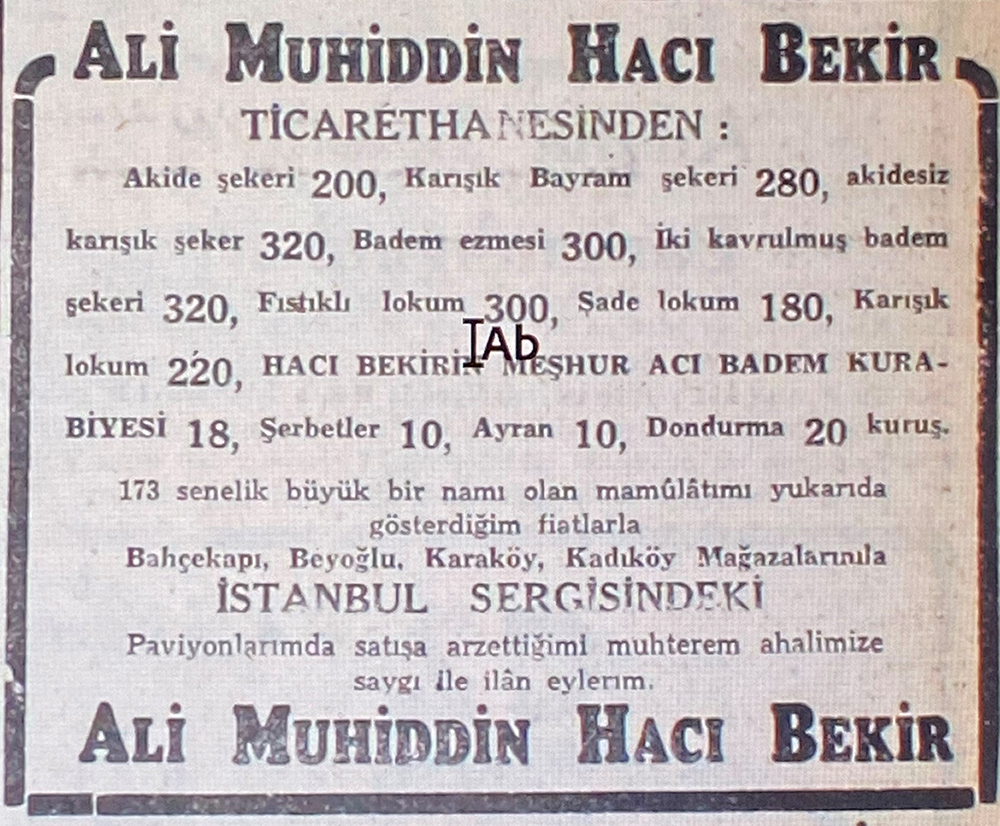 ALİ MUHİDDİN HACI BEKİR
TİCARETHANESİNDEN :
Akide şekeri 200, Karışık Bayram şekeri 280, akidesiz
karışık şeker 320, Badem ezmesi 300, İki kavrulmuş badem
şekeri 320, Fıstıklı lokum 300, Şade lokum 180, Karışık
IAb
lokum 220, HACI BEKİRİN MEŞHUR ACI BADEM KURA-
BİYESİ 18, Şerbetler 10, Ayran 10, Dondurma 20 kuruş.
173 senelik büyük bir namı olan mamûlâtımı yukarıda
gösterdiğim fiatlarla
Bahçekapı, Beyoğlu, Karaköy, Kadıköy Mağazalarımla
İSTANBUL SERGİSİNDEKİ
Paviyonlarımda satışa arzettiğimi muhterem ahalimize
saygı ile ilân eylerim.
ALİ MUHİDDİN HACI BEKİR